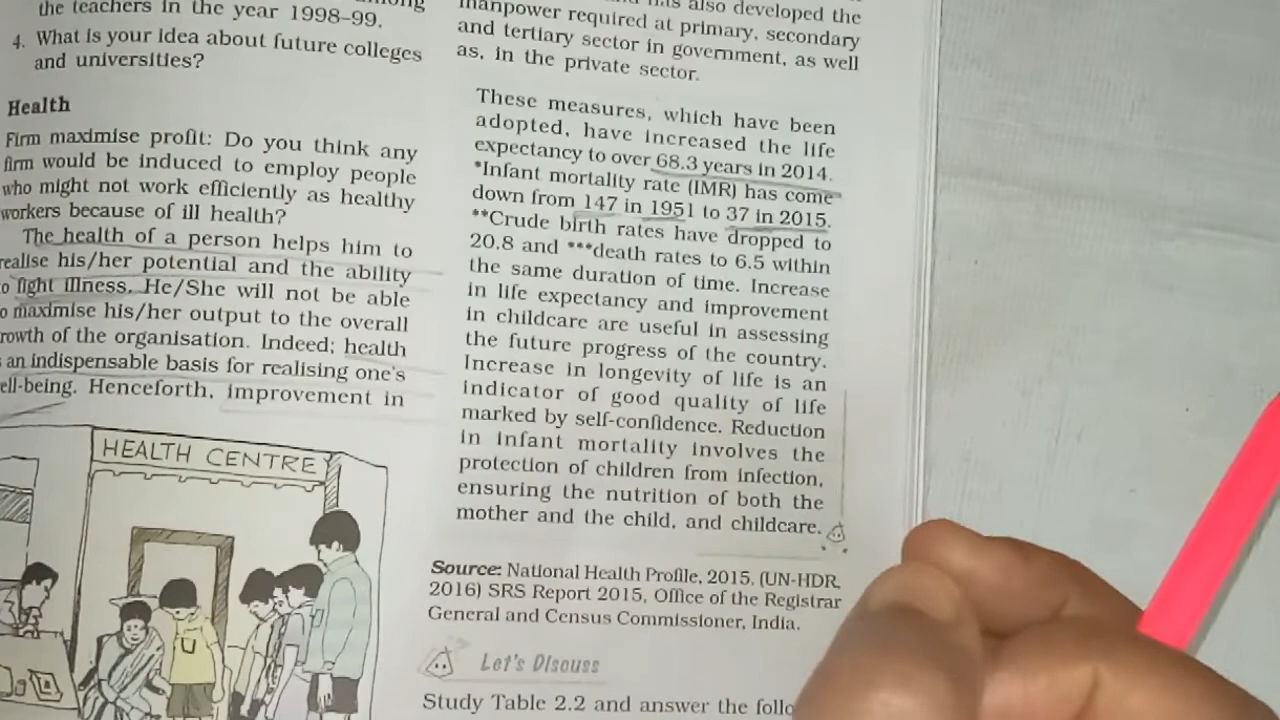 the teachers in the year 1998–99.
4. What is your idea about future colleges
and universities?
Health
Firm maximise profit: Do you think any
firm would be induced to employ people
who might not work efficiently as healthy
workers because of ill health?
The health of a person helps him to
realise his/her potential and the ability
to fight illness. He/She will not be able
to maximise his/her output to the overall
growth of the organisation. Indeed; health
is an indispensable basis for realising one's
well-being. Henceforth, improvement in
HEALTH CENTRE
has also developed the
manpower required at primary, secondary
and tertiary sector in government, as well
as, in the private sector.
These measures, which have been
adopted, have increased the life
expectancy to over 68.3 years in 2014.
*Infant mortality rate (IMR) has come
down from 147 in 1951 to 37 in 2015.
**Crude birth rates have dropped to
20.8 and ***death rates to 6.5 within
the same duration of time. Increase
in life expectancy and improvement
in childcare are useful in assessing
the future progress of the country.
Increase in longevity of life is an
indicator of good quality of life
marked by self-confidence. Reduction
in infant mortality involves the
protection of children from infection,
ensuring the nutrition of both the
mother and the child, and childcare.
Source: National Health Profile, 2015, (UN-HDR,
2016) SRS Report 2015, Office of the Registrar
General and Census Commissioner, India.
Let's Discuss
Study Table 2.2 and answer the